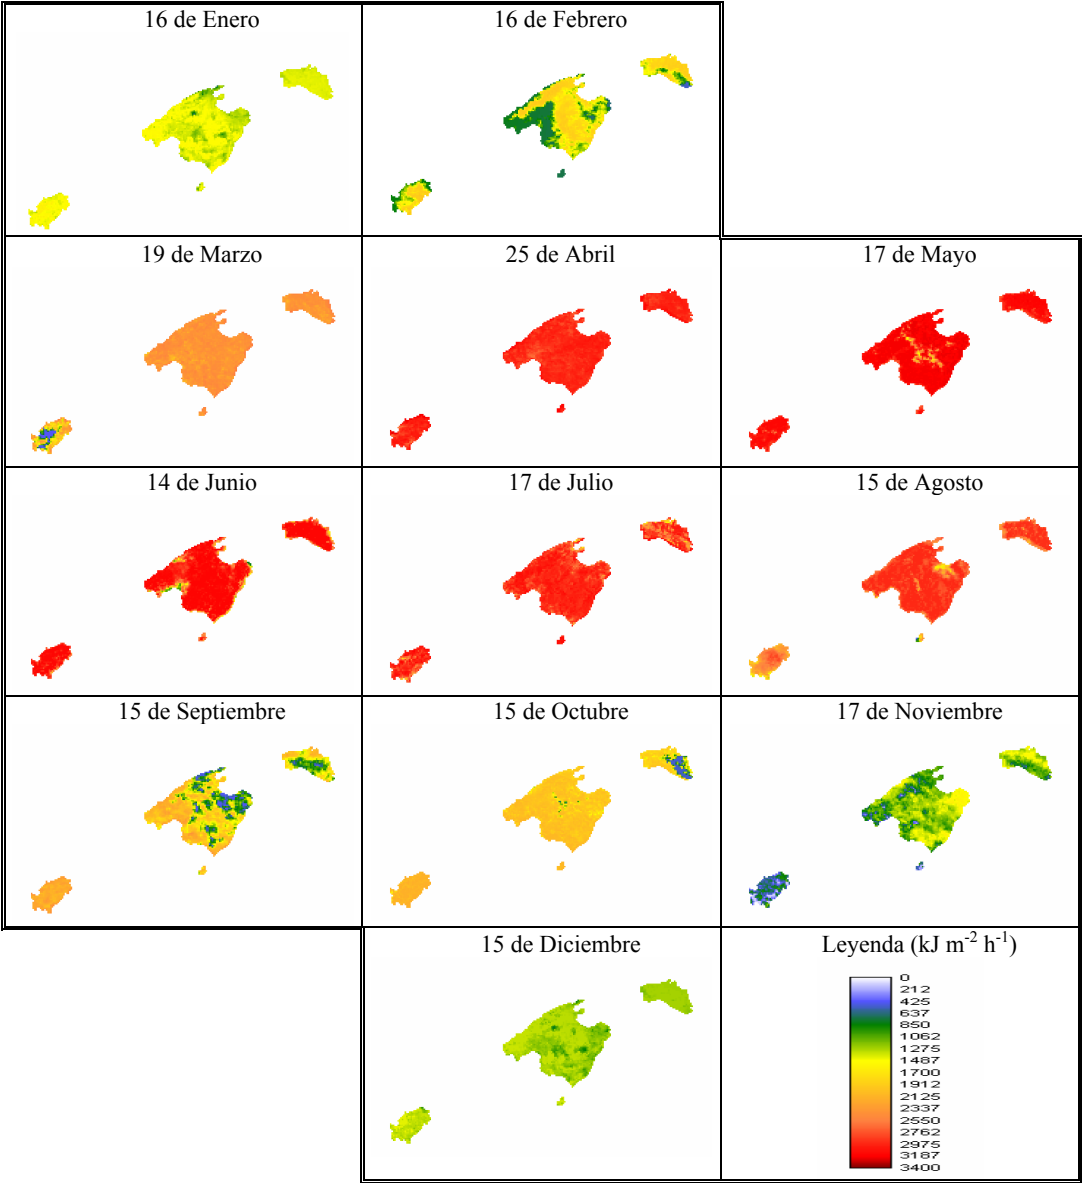 16 de Enero
16 de Febrero
19 de Marzo
25 de Abril
17 de Mayo
14 de Junio
17 de Julio
15 de Agosto
15 de Septiembre
15 de Octubre
17 de Noviembre
15 de Diciembre
Leyenda (kJ m-2 h-1)
0
212
425
637
850
1062
1275
1487
1700
1912
2125
2337
2550
2762
2975
3187
3400